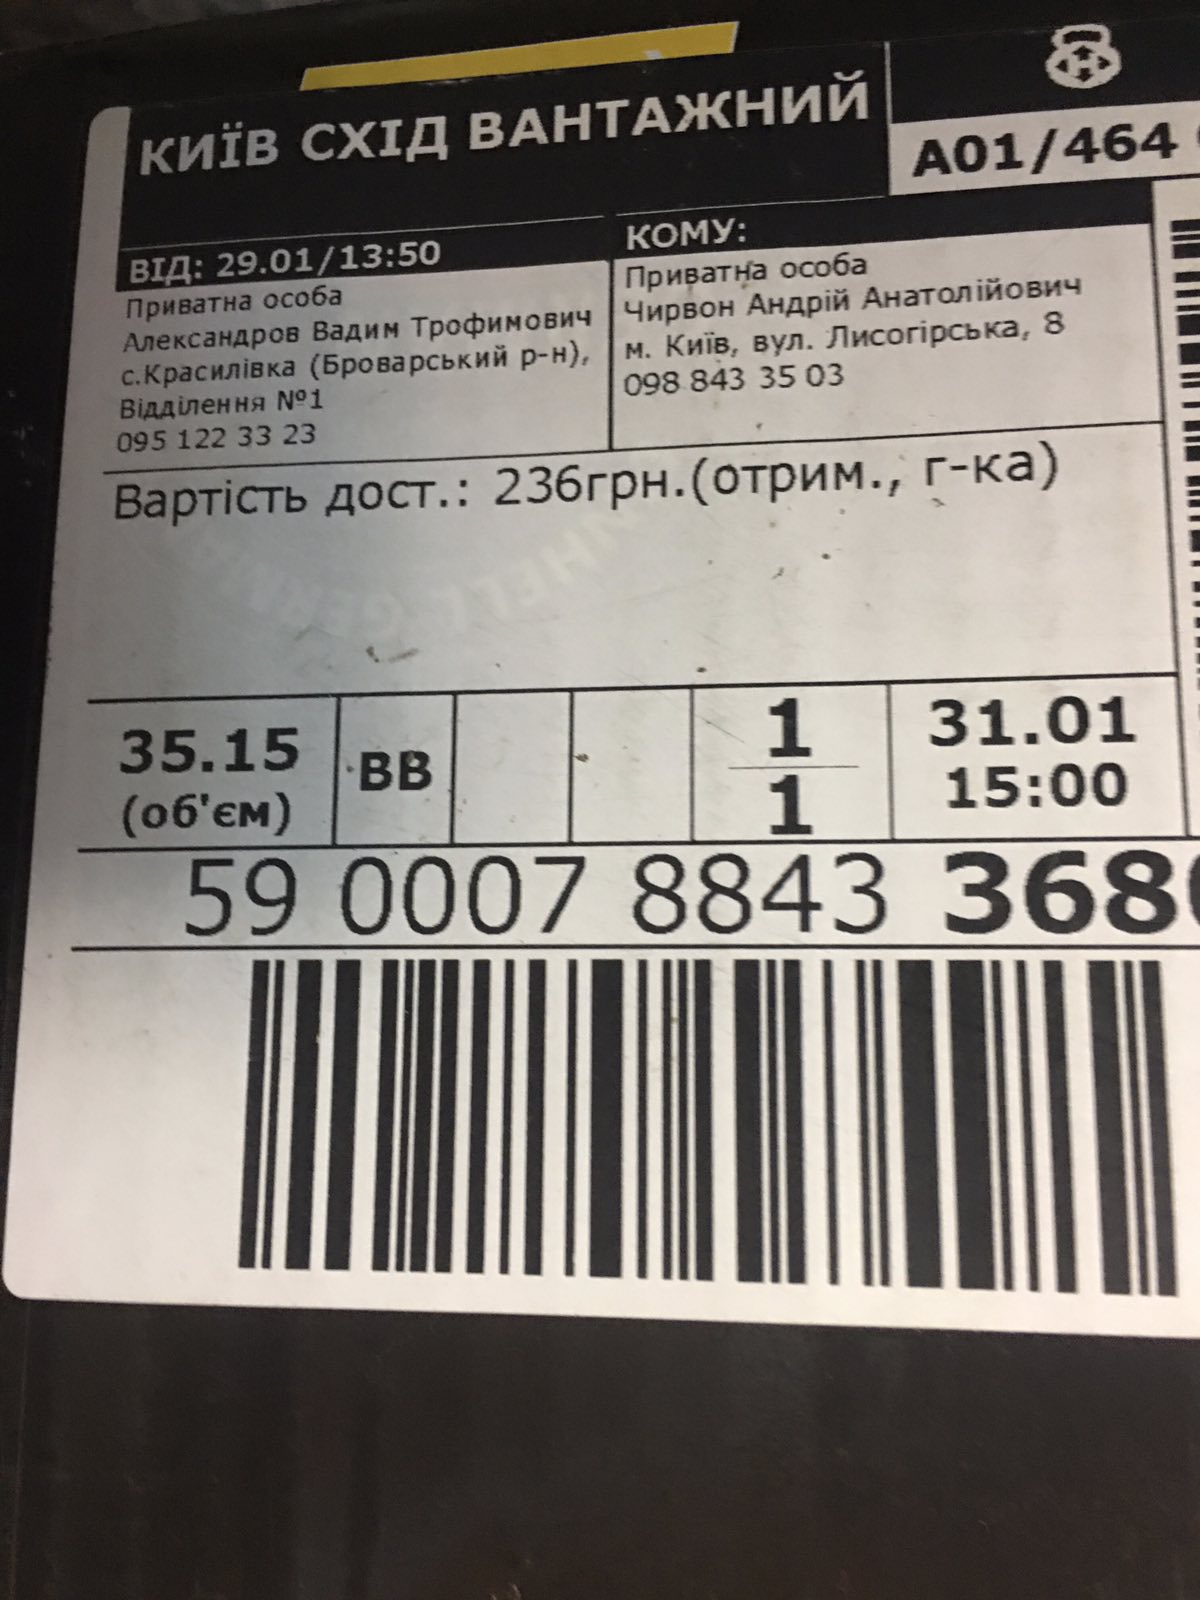 КИЇВ СХІД ВАНТАЖНИЙ
А01/464
ВІД: 29.01/13:50
Приватна особа
Александров Вадим Трофимович
с.Красилівка (Броварський р-н),
Відділення №1
095 122 33 23
КОМУ:
Приватна особа
Чирвон Андрій Анатолійович
м. Київ, вул. Лисогірська, 8
098 843 35 03
Вартість дост.: 236грн.(отрим., г-ка)
35.15
(об'єм)
ВВ
1
1
31.01
15:00
59 0007 8843 368